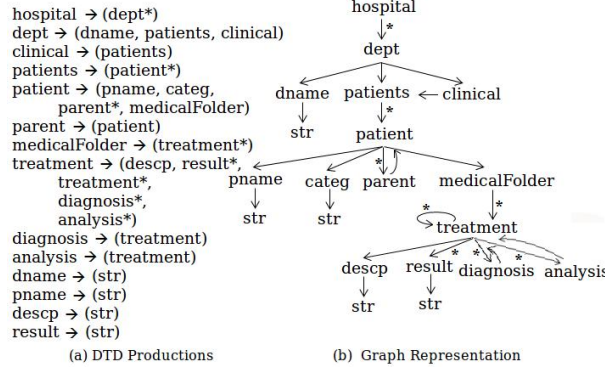 hospital → (dept*)
dept → (dname, patients, clinical)
clinical → (patients)
patients → (patient*)
patient → (pname, categ,
parent*, medicalFolder)
parent → (patient)
medicalFolder → (treatment*)
treatment → (descp, result*,
treatment*,
diagnosis*,
analysis*)
diagnosis → (treatment)
analysis → (treatment)
dname → (str)
pname → (str)
descp → (str)
result → (str)
(a) DTD Productions
hospital
*
dept
dname patients clinical
*
str patient
*
pname categ parent medicalFolder
str str * *
treatment
* * *
descp result diagnosis analysis
str str
(b) Graph Representation